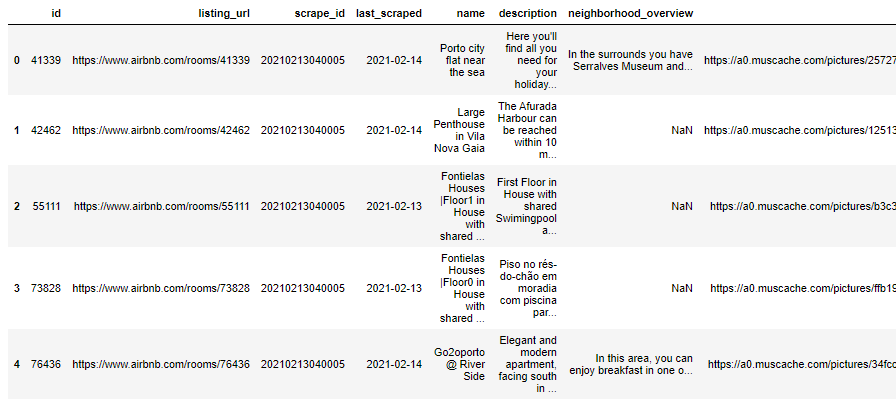 id listing_url scrape_id last_scraped name description neighborhood_overview
Here you'll
find all you
need for
your
holiday...
Porto city
flat near
the sea
In the surrounds you have
Serralves Museum and...
0 41339 https://www.airbnb.com/rooms/41339 20210213040005 2021-02-14 https://a0.muscache.com/pictures/25727
The Afurada
Harbour can
be reached
within 10
m...
Large
Penthouse
in Vila
Nova Gaia
1 42462 https://www.airbnb.com/rooms/42462 20210213040005 2021-02-14 NaN https://a0.muscache.com/pictures/12513
Fontielas
Houses
|Floor1 in
House
with
shared ...
First Floor in
House with
shared
Swimingpool
a...
2 55111 https://www.airbnb.com/rooms/55111 20210213040005 2021-02-13 NaN https://a0.muscache.com/pictures/b3c3
Fontielas
Houses
|Floor0 in
House
with
shared ...
Piso no rés-
do-chão em
moradia
com piscina
par...
3 73828 https://www.airbnb.com/rooms/73828 20210213040005 2021-02-13 NaN https://a0.muscache.com/pictures/ffb19
Elegant and
modern
apartment,
facing south
in ...
Go2oporto
@ River
Side
In this area, you can
enjoy breakfast in one o...
4 76436 https://www.airbnb.com/rooms/76436 20210213040005 2021-02-14 https://a0.muscache.com/pictures/34fcc